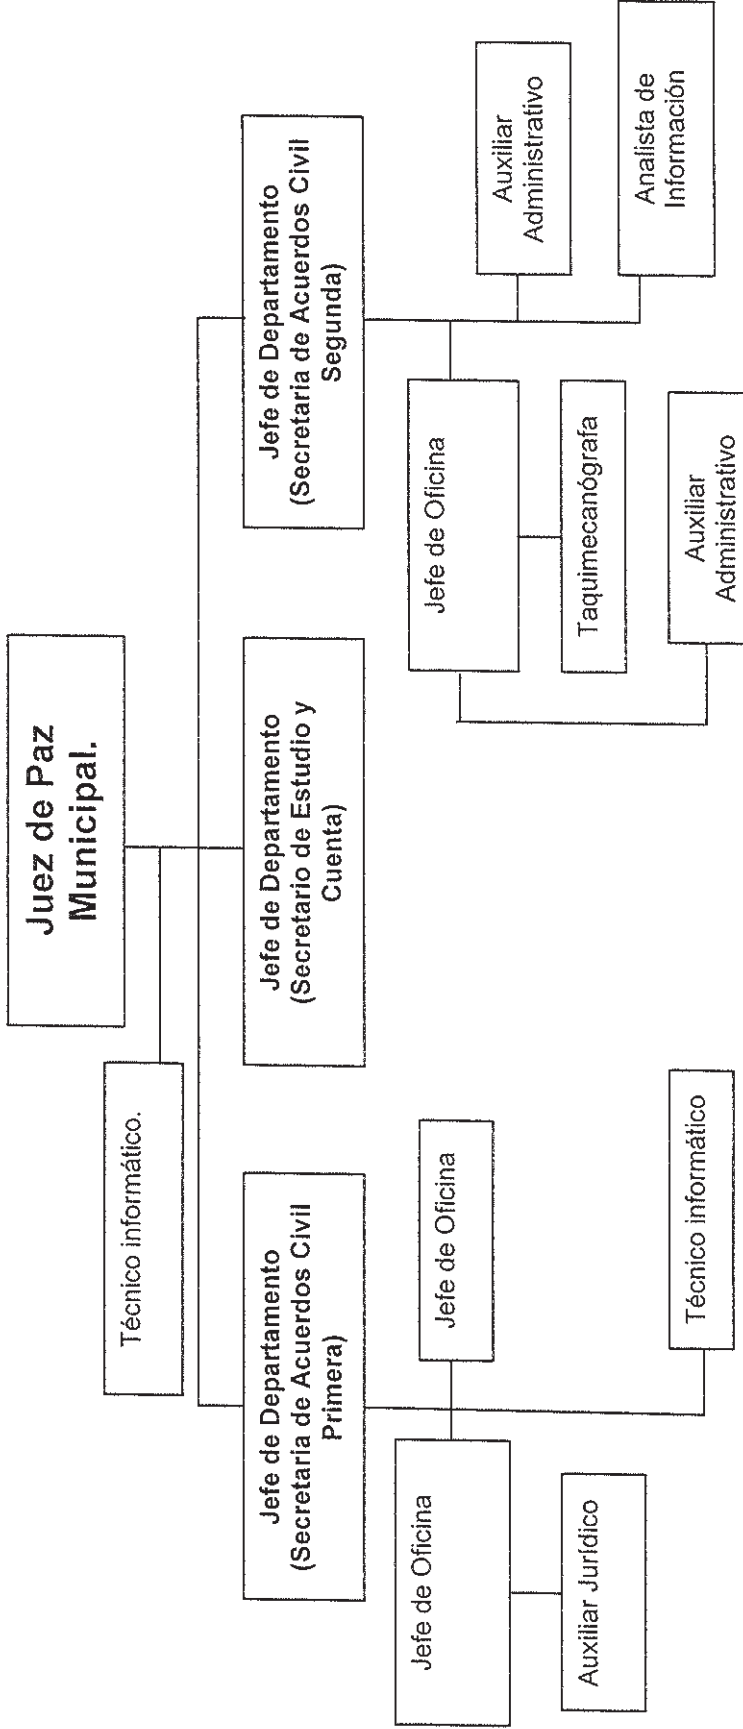 Juez de Paz
Municipal.
Técnico informático.
Jefe de Departamento
(Secretaria de Acuerdos Civil
Primera)
Jefe de Departamento
(Secretario de Estudio y
Cuenta)
Jefe de Departamento
(Secretaria de Acuerdos Civil
Segunda)
Jefe de Oficina
Jefe de Oficina
Auxiliar Jurídico
Técnico informático
Jefe de Oficina
Taquimecanógrafa
Auxiliar
Administrativo
Auxiliar
Administrativo
Analista de
Información